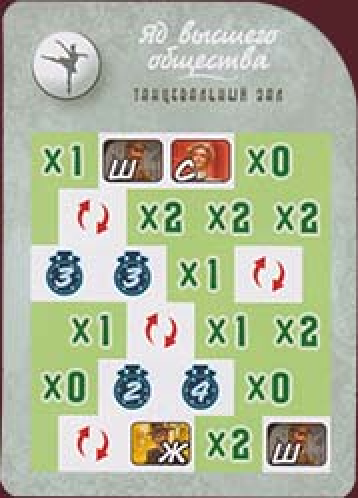 Яд высшего
общества
ТАНЦЕВАЛЬНЫЙ ЗАЛ
x1 Ш С x0
x2 x2 x2
3 3 x1
x1 x1 x2
x0 2 4 x0
Ж x2 Ш